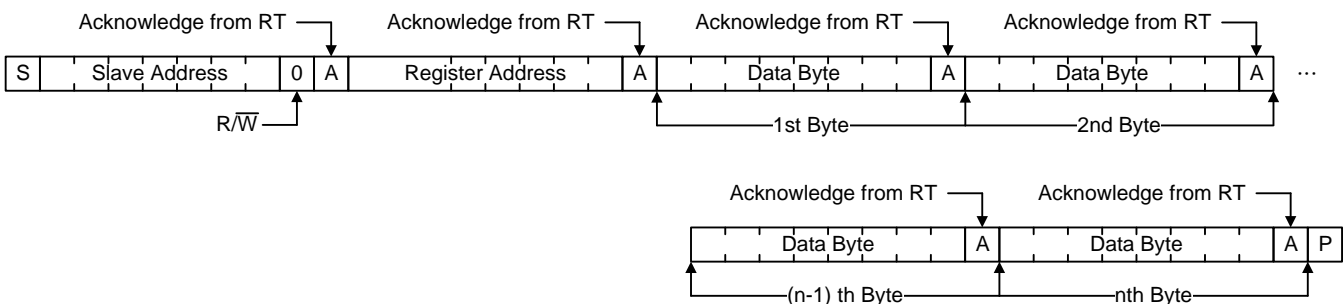 Acknowledge from RT Acknowledge from RT Acknowledge from RT Acknowledge from RT
S Slave Address 0 A Register Address A Data Byte A Data Byte A ...
R/W̅ 1st Byte 2nd Byte
Acknowledge from RT Acknowledge from RT
Data Byte A Data Byte A P
(n-1) th Byte nth Byte